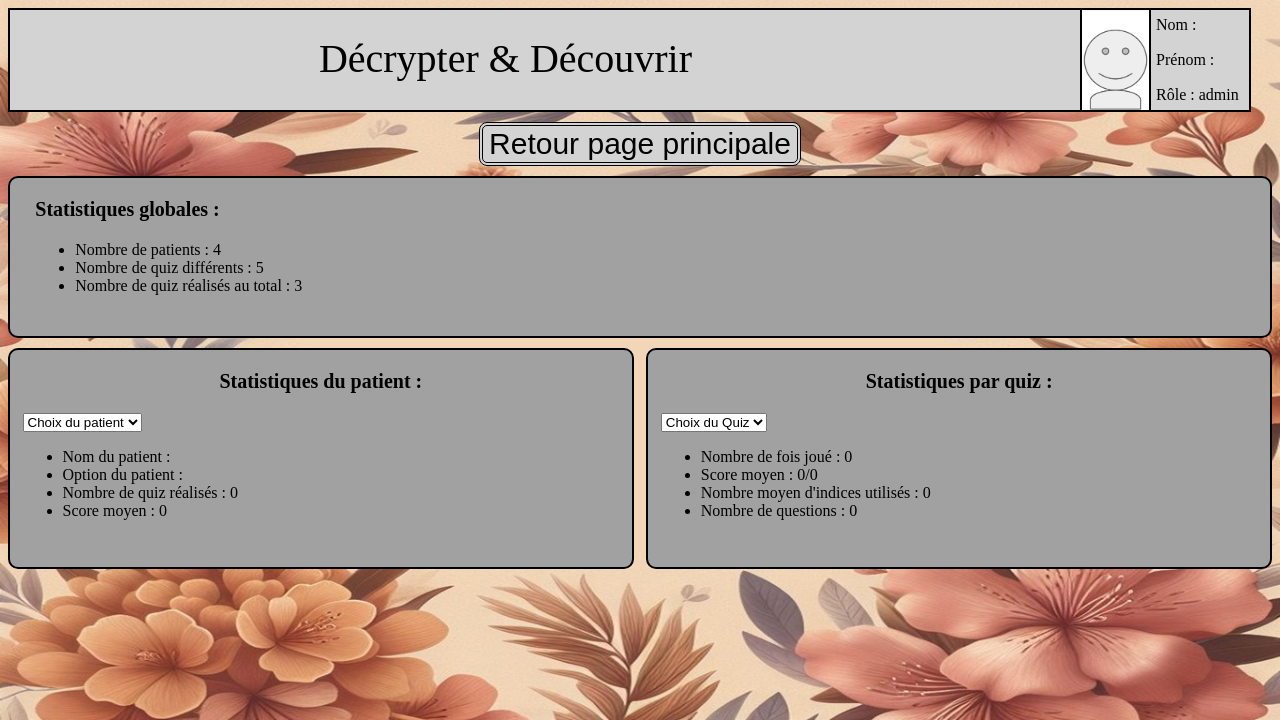 Décrypter & Découvrir
Nom :
Prénom :
Rôle : admin
Retour page principale
Statistiques globales :
Nombre de patients : 4
Nombre de quiz différents : 5
Nombre de quiz réalisés au total : 3
Statistiques du patient :
Choix du patient
Nom du patient :
Option du patient :
Nombre de quiz réalisés : 0
Score moyen : 0
Statistiques par quiz :
Choix du Quiz
Nombre de fois joué : 0
Score moyen : 0/0
Nombre moyen d'indices utilisés : 0
Nombre de questions : 0